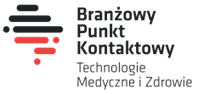 Branżowy
Punkt
Kontaktowy
Technologie
Medyczne i Zdrowie